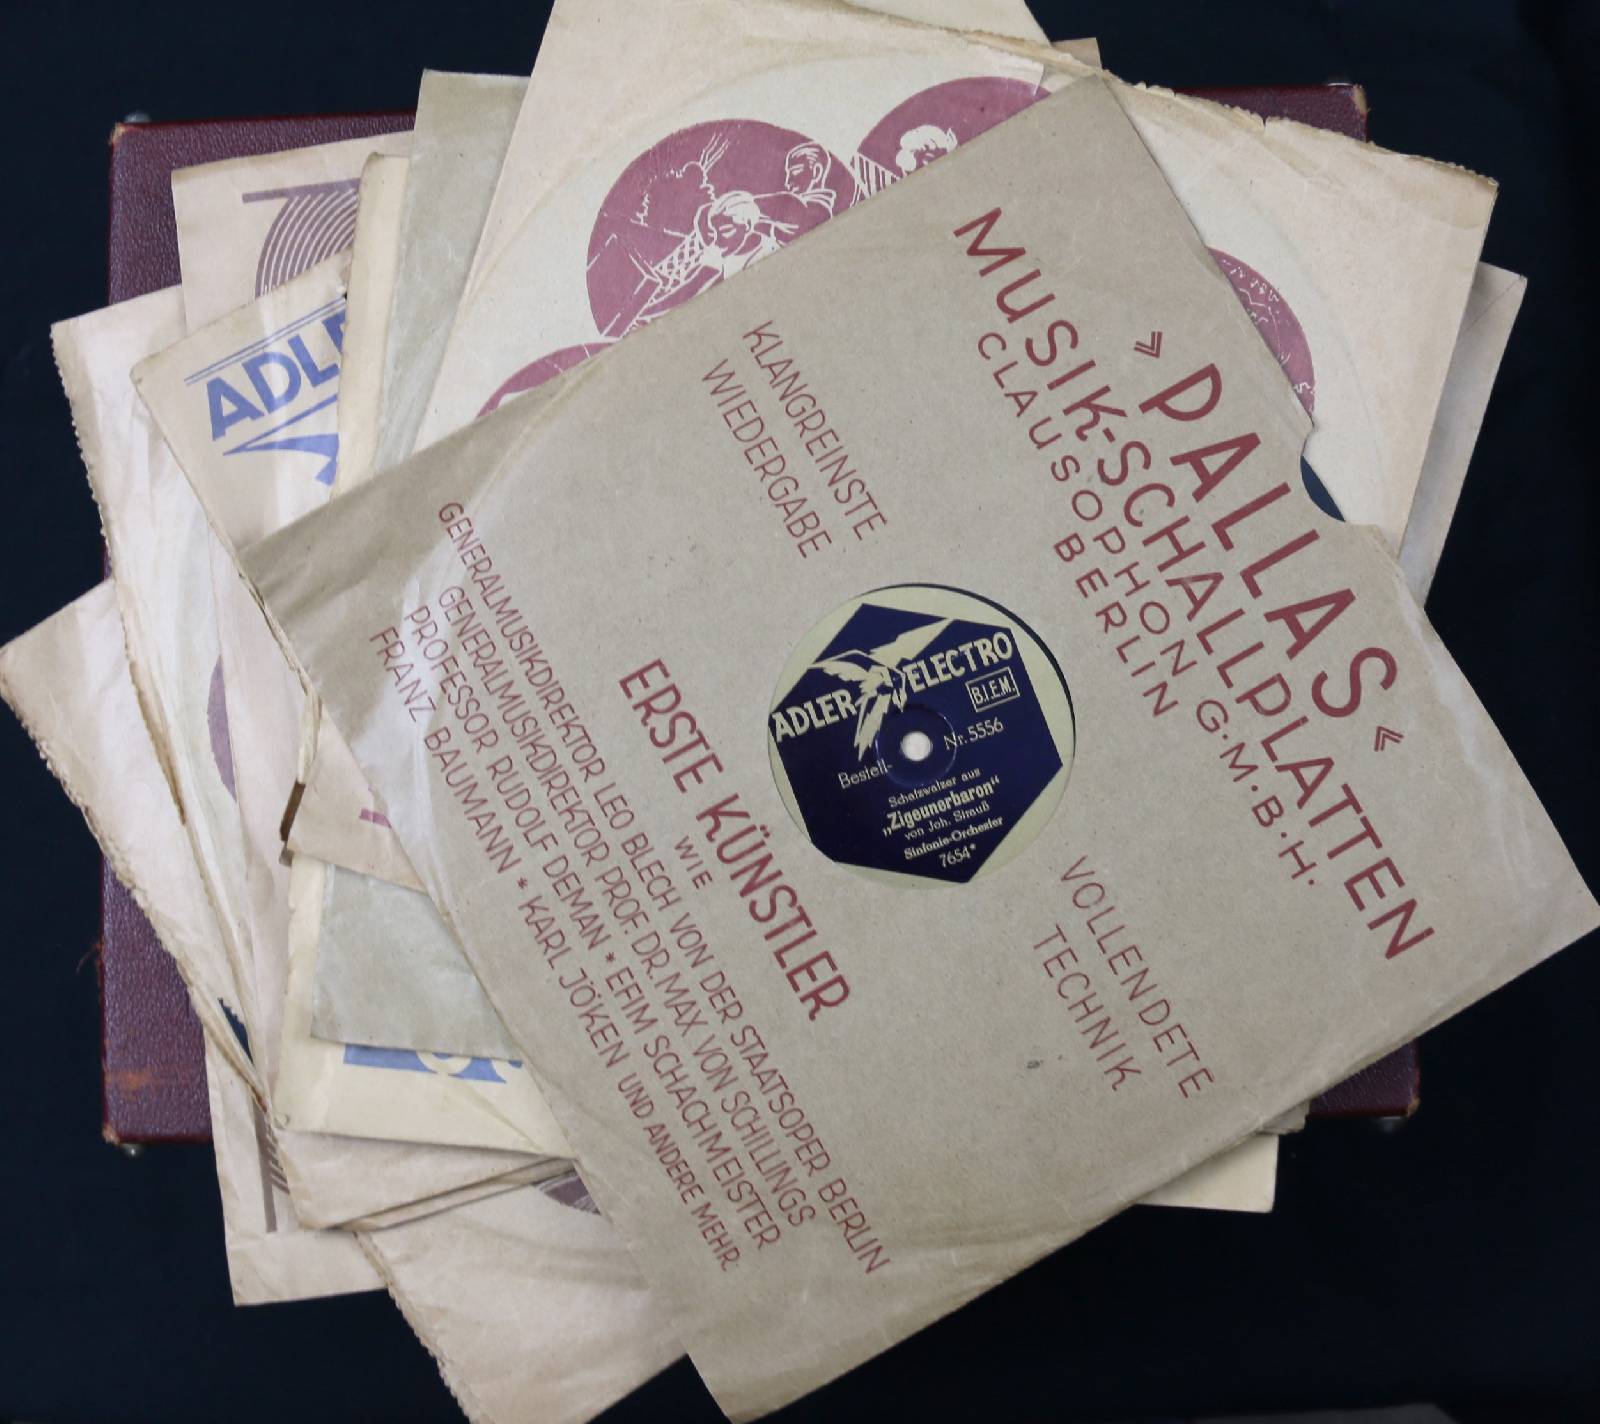 »PALLAS«
MUSIK-SCHALLPLATTEN
CLAUSOPHON G.M.B.H.
BERLIN
KLANGREINSTE
WIEDERGABE
VOLLENDETE
TECHNIK
ADLER ELECTRO
B.I.E.M.
Bestell- Nr. 5556
Schatzwalzer aus
„Zigeunerbaron“
von Joh. Strauß
Sinfonie-Orchester
7654*
ERSTE KÜNSTLER
WIE
GENERALMUSIKDIREKTOR LEO BLECH VON DER STAATSOPER BERLIN
GENERALMUSIKDIREKTOR PROF. DR. MAX VON SCHILLINGS
PROFESSOR RUDOLF DEMAN * EFIM SCHACHMEISTER
FRANZ BAUMANN * KARL JÖKEN UND ANDERE MEHR.
ADLE